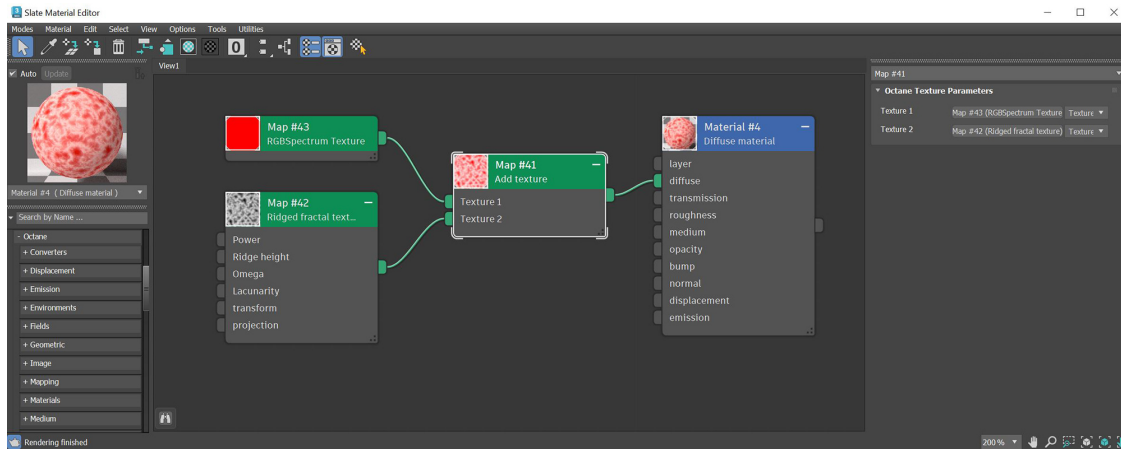 Slate Material Editor
Modes Material Edit Select View Options Tools Utilities
0
Auto Update
View1
Map #41
Octane Texture Parameters
Texture 1 Map #43 (RGBSpectrum Texture Texture
Texture 2 Map #42 (Ridged fractal texture) Texture
Map #43
RGBSpectrum Texture
Map #42
Ridged fractal text...
Power
Ridge height
Omega
Lacunarity
transform
projection
Map #41
Add texture
Texture 1
Texture 2
Material #4
Diffuse material
layer
diffuse
transmission
roughness
medium
opacity
bump
normal
displacement
emission
Material #4 ( Diffuse material )
Search by Name ...
- Octane
+ Converters
+ Displacement
+ Emission
+ Environments
+ Fields
+ Geometric
+ Image
+ Mapping
+ Materials
+ Medium
Rendering finished
200 %